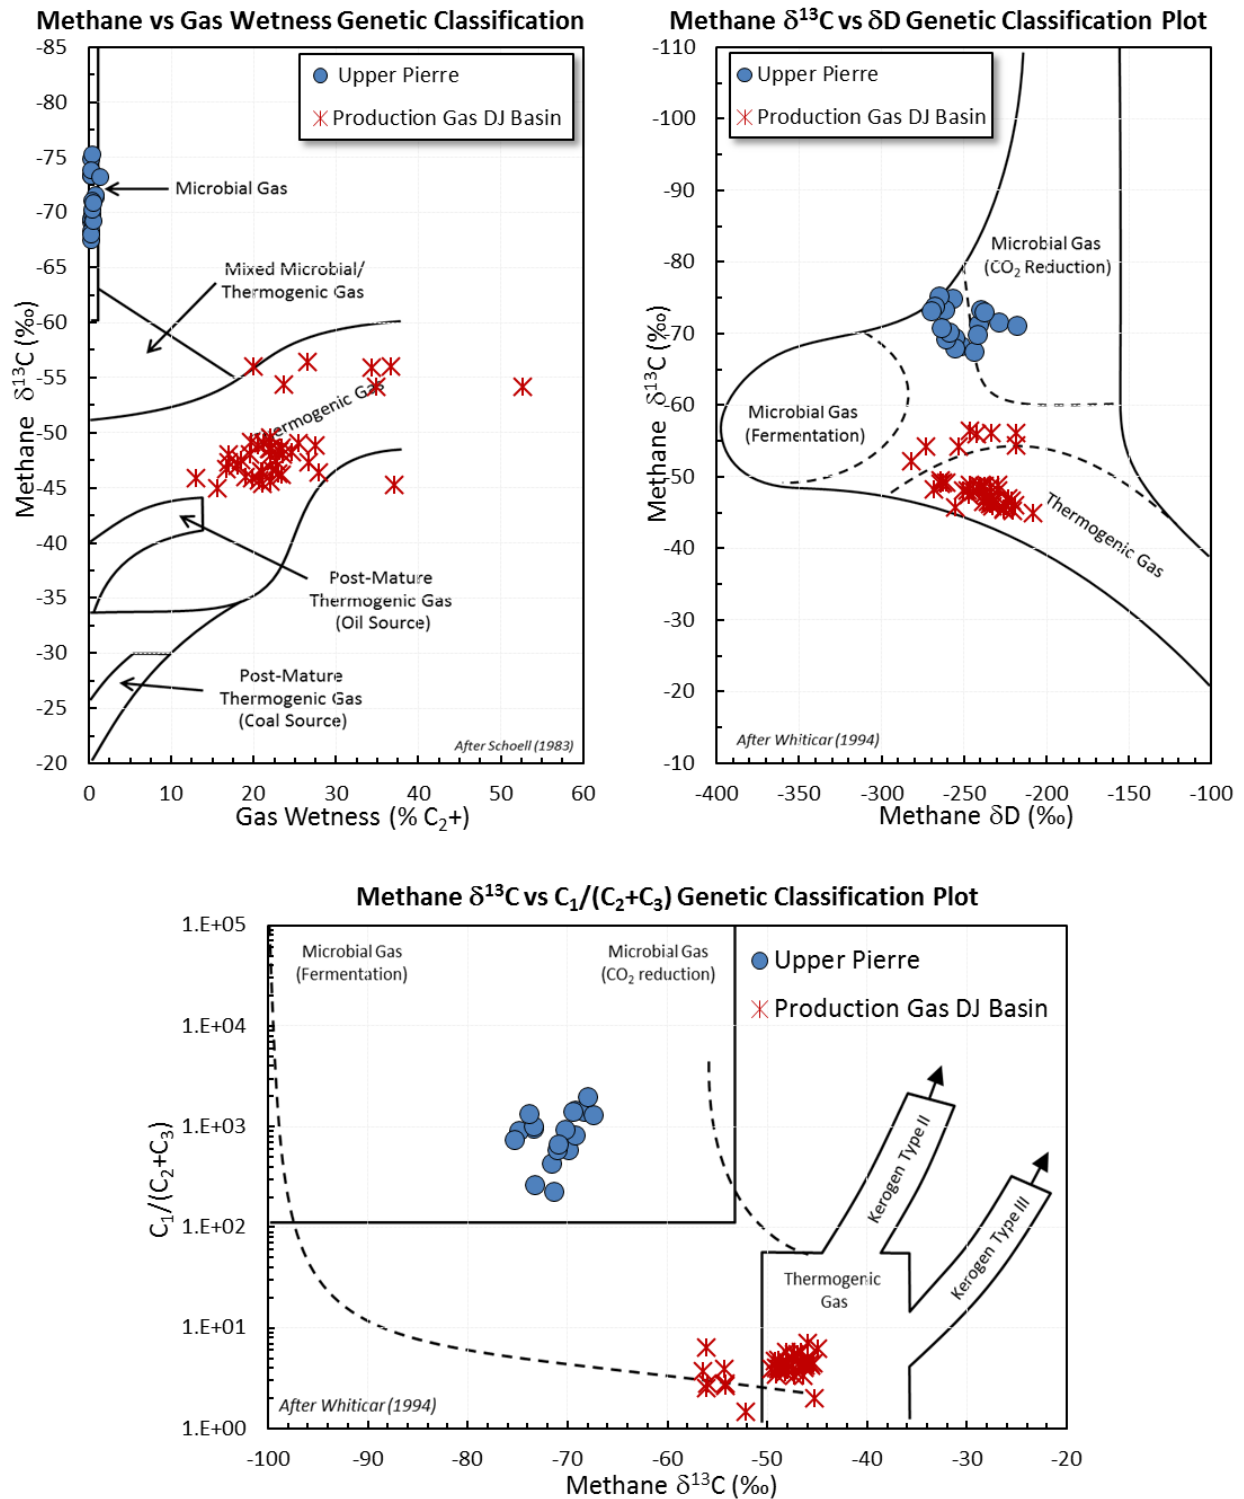 Methane vs Gas Wetness Genetic Classification
-85
-80
-75
-70
-65
-60
-55
-50
-45
-40
-35
-30
-25
-20
Methane δ¹³C (‰)
Upper Pierre
Production Gas DJ Basin
Microbial Gas
Mixed Microbial/
Thermogenic Gas
Thermogenic Gas
Post-Mature
Thermogenic Gas
(Oil Source)
Post-Mature
Thermogenic Gas
(Coal Source)
After Schoell (1983)
0 10 20 30 40 50 60
Gas Wetness (% C₂+)
Methane δ¹³C vs δD Genetic Classification Plot
-110
-100
-90
-80
-70
-60
-50
-40
-30
-20
-10
Methane δ¹³C (‰)
Upper Pierre
Production Gas DJ Basin
Microbial Gas
(CO₂ Reduction)
Microbial Gas
(Fermentation)
Thermogenic Gas
After Whiticar (1994)
-400 -350 -300 -250 -200 -150 -100
Methane δD (‰)
Methane δ¹³C vs C₁/(C₂+C₃) Genetic Classification Plot
1.E+05
1.E+04
1.E+03
1.E+02
1.E+01
1.E+00
C₁/(C₂+C₃)
Microbial Gas
(Fermentation)
Microbial Gas
(CO₂ reduction)
Upper Pierre
Production Gas DJ Basin
Kerogen Type II
Kerogen Type III
Thermogenic
Gas
After Whiticar (1994)
-100 -90 -80 -70 -60 -50 -40 -30 -20
Methane δ¹³C (‰)